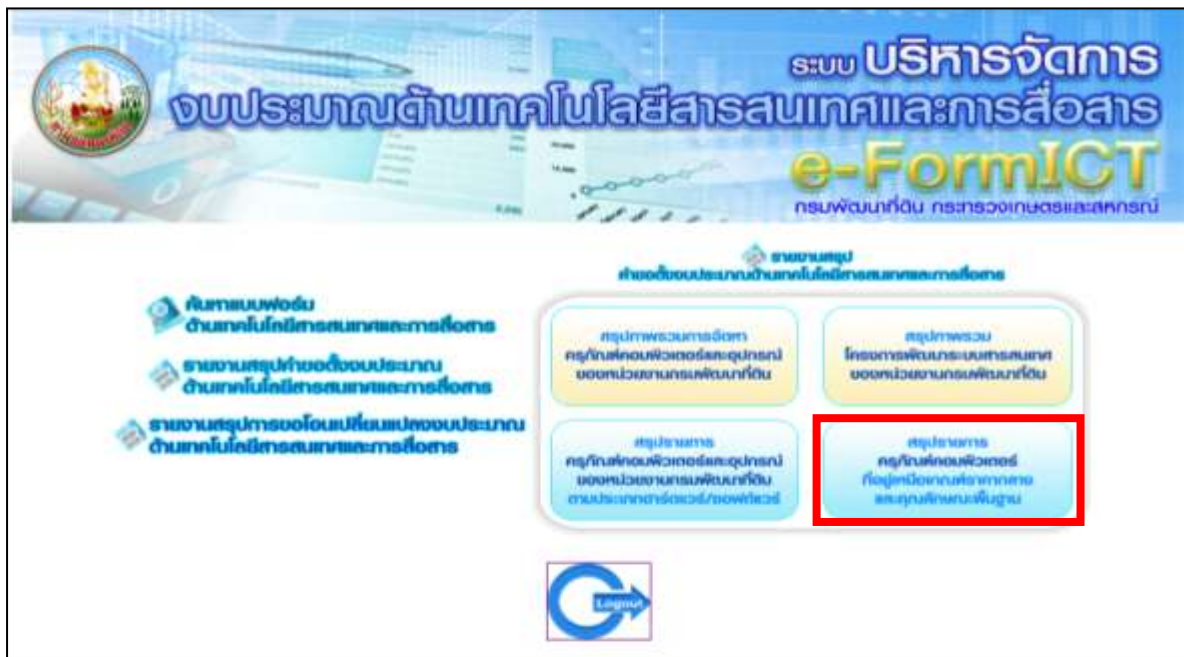 ระบบ บริหารจัดการ
งบประมาณด้านเทคโนโลยีสารสนเทศและการสื่อสาร
e-FormICT
กรมพัฒนาที่ดิน กระทรวงเกษตรและสหกรณ์
รายงานสรุป
คำขอตั้งงบประมาณด้านเทคโนโลยีสารสนเทศและการสื่อสาร
ค้นหาแบบฟอร์ม
ด้านเทคโนโลยีสารสนเทศและการสื่อสาร
รายงานสรุปคำขอตั้งงบประมาณ
ด้านเทคโนโลยีสารสนเทศและการสื่อสาร
รายงานสรุปการขอโอนเปลี่ยนแปลงงบประมาณ
ด้านเทคโนโลยีสารสนเทศและการสื่อสาร
สรุปภาพรวมการจัดหา
ครุภัณฑ์คอมพิวเตอร์และอุปกรณ์
ของหน่วยงานกรมพัฒนาที่ดิน
สรุปภาพรวม
โครงการพัฒนาระบบสารสนเทศ
ของหน่วยงานกรมพัฒนาที่ดิน
สรุปรายการ
ครุภัณฑ์คอมพิวเตอร์และอุปกรณ์
ของหน่วยงานกรมพัฒนาที่ดิน
ตามประเภทฮาร์ดแวร์/ซอฟท์แวร์
สรุปรายการ
ครุภัณฑ์คอมพิวเตอร์
ที่อยู่เหนือเกณฑ์ราคากลาง
และคุณลักษณะพื้นฐาน
Logout